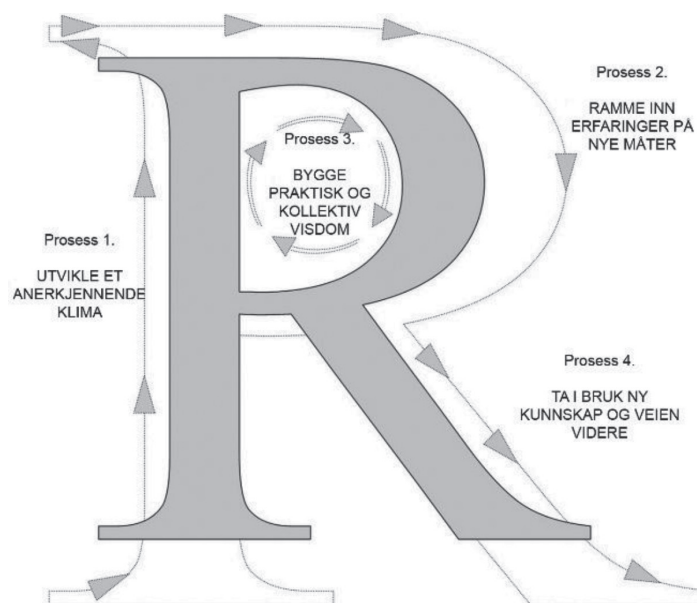 Prosess 1.
UTVIKLE ET
ANERKJENNENDE
KLIMA
Prosess 2.
RAMME INN
ERFARINGER PÅ
NYE MÅTER
Prosess 3.
BYGGE
PRAKTISK OG
KOLLEKTIV
VISDOM
Prosess 4.
TA I BRUK NY
KUNNSKAP OG VEIEN
VIDERE
R